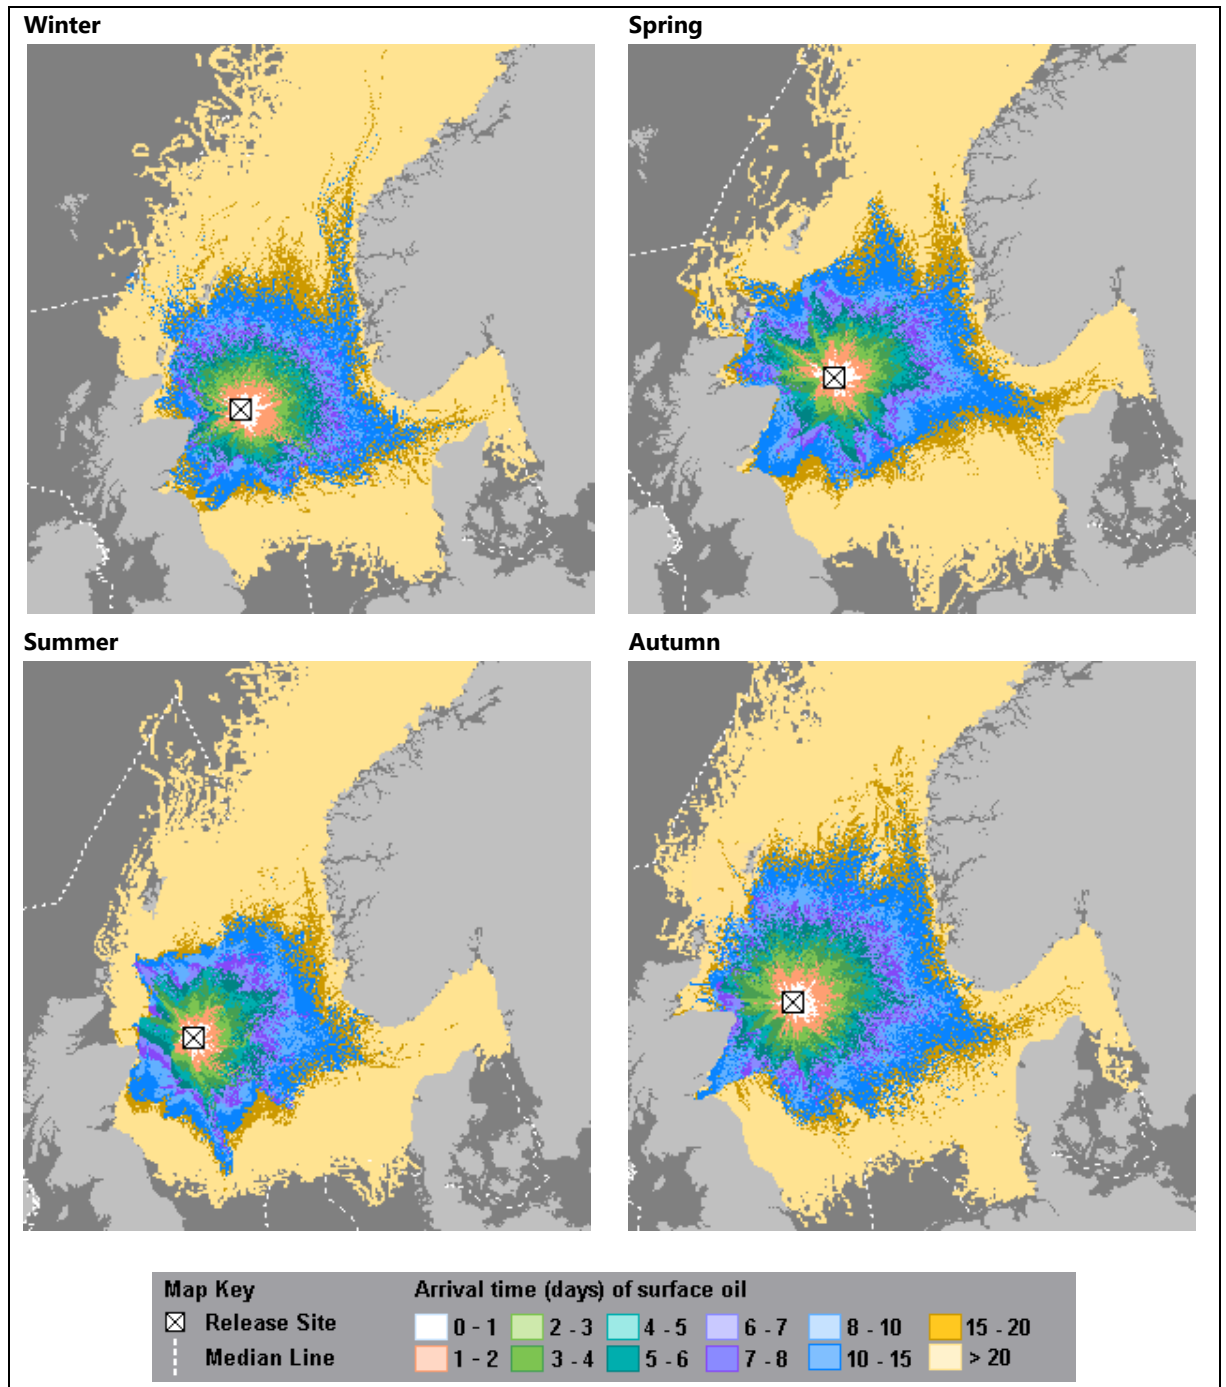 Winter
Spring
Summer
Autumn
Map Key
Release Site
Median Line
Arrival time (days) of surface oil
0 - 1
2 - 3
4 - 5
6 - 7
8 - 10
15 - 20
1 - 2
3 - 4
5 - 6
7 - 8
10 - 15
> 20